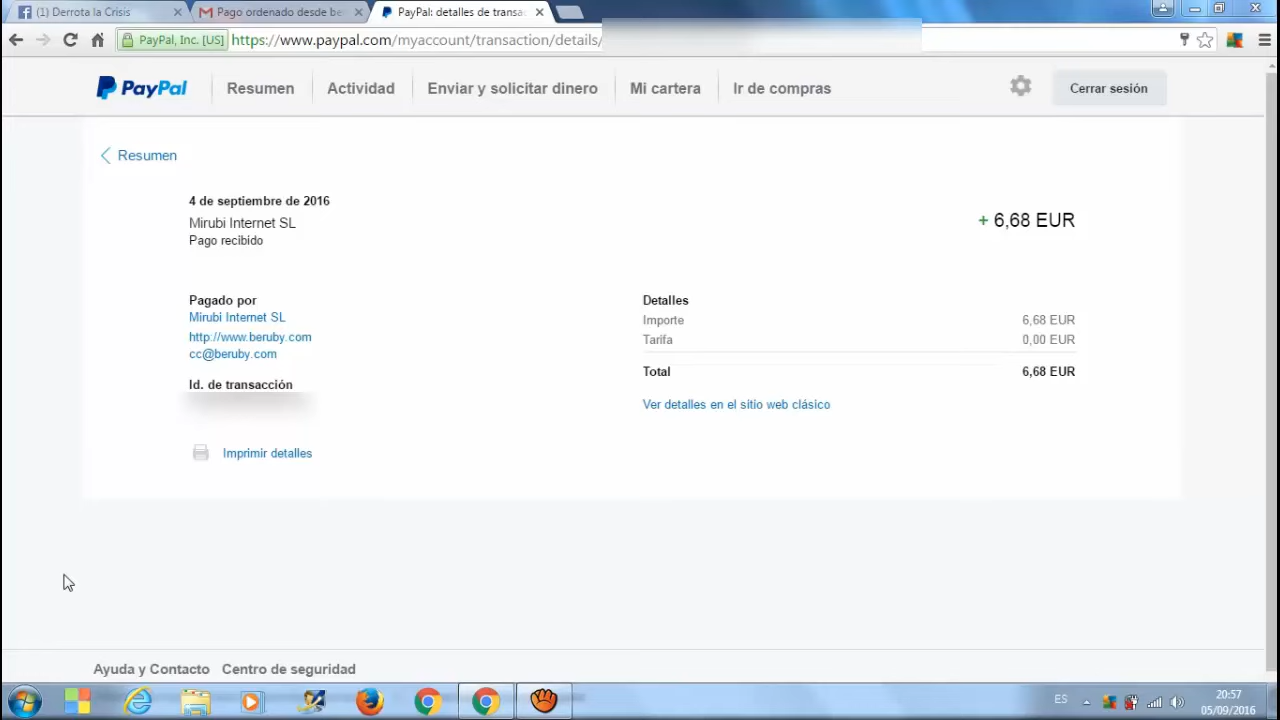 (1) Derrota la Crisis
Pago ordenado desde be
PayPal: detalles de transa
PayPal, Inc. [US]
https://www.paypal.com/myaccount/transaction/details/
PayPal
Resumen
Actividad
Enviar y solicitar dinero
Mi cartera
Ir de compras
Cerrar sesión
Resumen
4 de septiembre de 2016
Mirubi Internet SL
Pago recibido
+ 6,68 EUR
Pagado por
Mirubi Internet SL
http://www.beruby.com
cc@beruby.com
Id. de transacción
Imprimir detalles
Detalles
Importe 6,68 EUR
Tarifa 0,00 EUR
Total 6,68 EUR
Ver detalles en el sitio web clásico
Ayuda y Contacto
Centro de seguridad
ES
20:57
05/09/2016